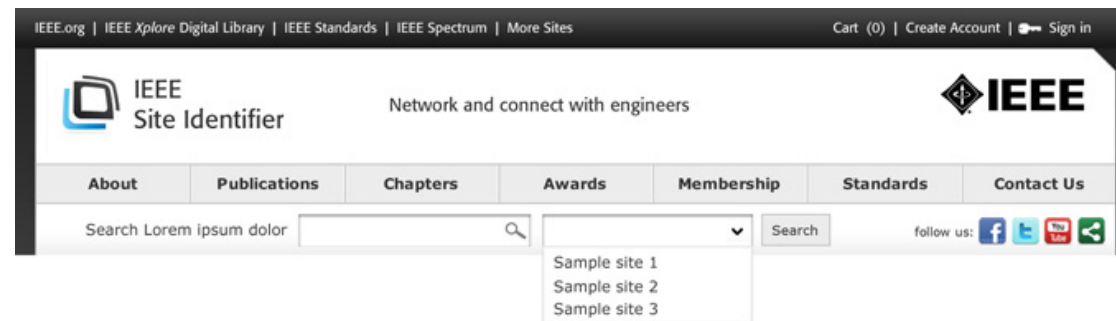 IEEE.org | IEEE Xplore Digital Library | IEEE Standards | IEEE Spectrum | More Sites
Cart (0) | Create Account | Sign in
IEEE
Site Identifier
Network and connect with engineers
IEEE
About Publications Chapters Awards Membership Standards Contact Us
Search Lorem ipsum dolor Search follow us: f t You Tube
Sample site 1
Sample site 2
Sample site 3